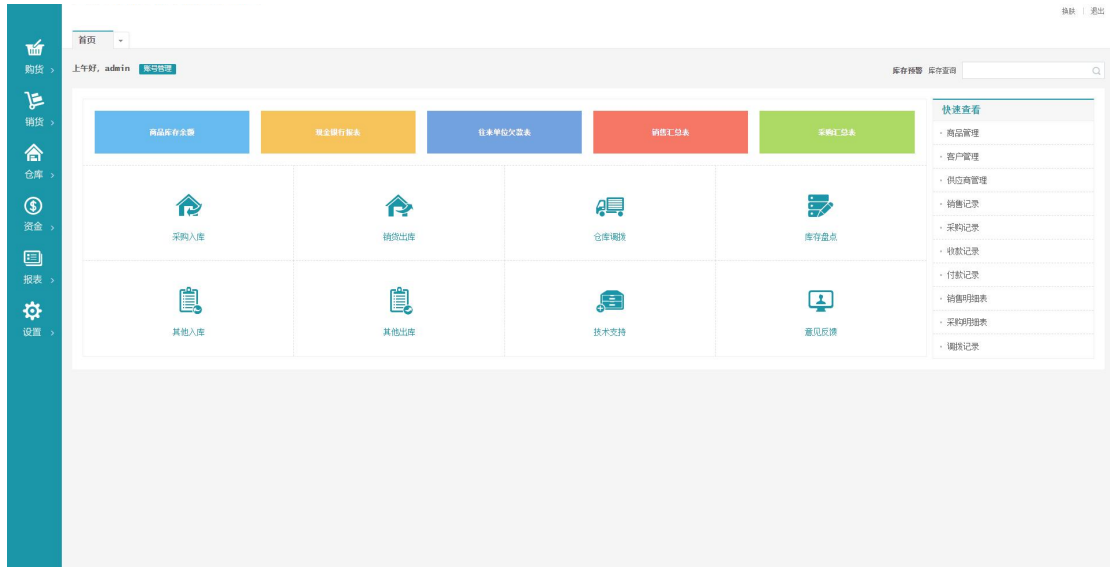 换肤 | 退出
首页
上午好, admin 账号管理
库存预警 库存查询
购货 >
销货 >
仓库 >
资金 >
报表 >
设置 >
商品库存余额
现金银行报表
往来单位欠款表
销售汇总表
采购汇总表
采购入库
销货出库
仓库调拨
库存盘点
其他入库
其他出库
技术支持
意见反馈
快速查看
· 商品管理
· 客户管理
· 供应商管理
· 销售记录
· 采购记录
· 收款记录
· 付款记录
· 销售明细表
· 采购明细表
· 调拨记录